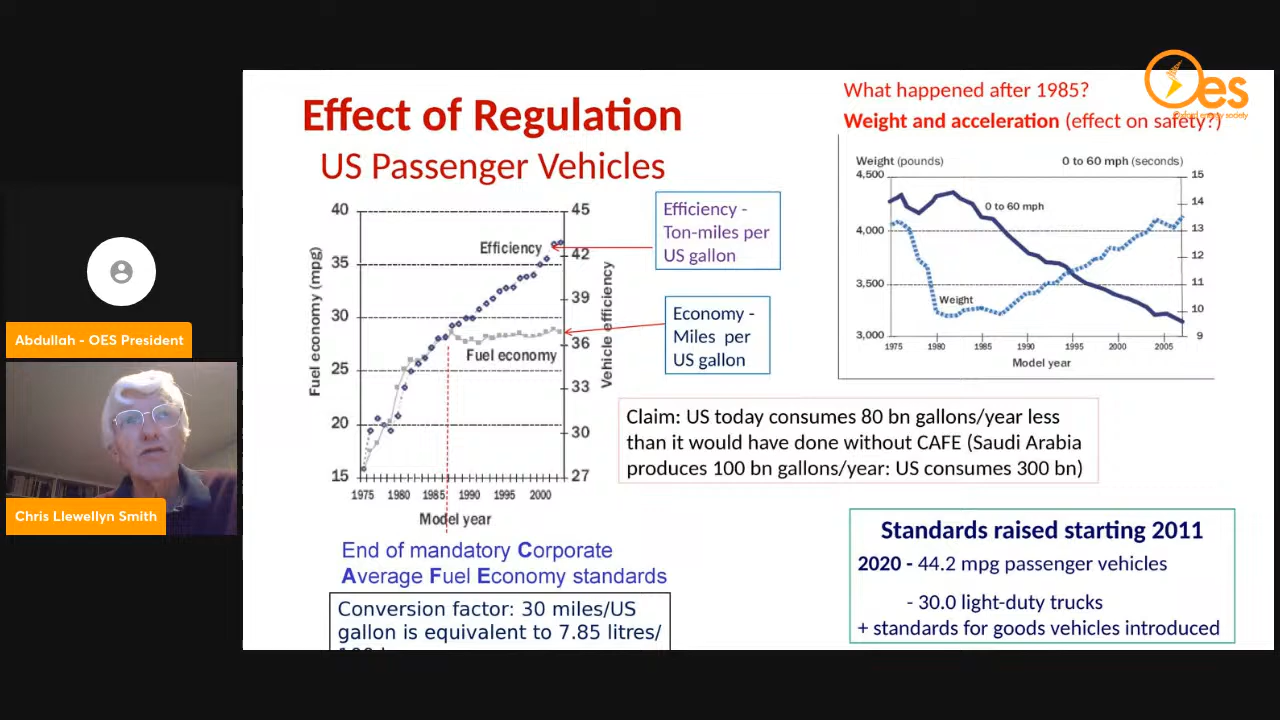 Effect of Regulation
US Passenger Vehicles
40
35
30
25
20
15
45
42
39
36
33
30
27
Fuel economy (mpg)
Vehicle efficiency
Efficiency
Fuel economy
1975 1980 1985 1990 1995 2000
Model year
Efficiency -
Ton-miles per
US gallon
Economy -
Miles per
US gallon
End of mandatory Corporate
Average Fuel Economy standards
Conversion factor: 30 miles/US
gallon is equivalent to 7.85 litres/
What happened after 1985?
Weight and acceleration (effect on safety?)
Oes
Oxford energy society
Weight (pounds)
0 to 60 mph (seconds)
4,500
4,000
3,500
3,000
15
14
13
12
11
10
9
0 to 60 mph
Weight
1975 1980 1985 1990 1995 2000 2005
Model year
Claim: US today consumes 80 bn gallons/year less
than it would have done without CAFE (Saudi Arabia
produces 100 bn gallons/year: US consumes 300 bn)
Standards raised starting 2011
2020 - 44.2 mpg passenger vehicles
- 30.0 light-duty trucks
+ standards for goods vehicles introduced
Abdullah - OES President
Chris Llewellyn Smith